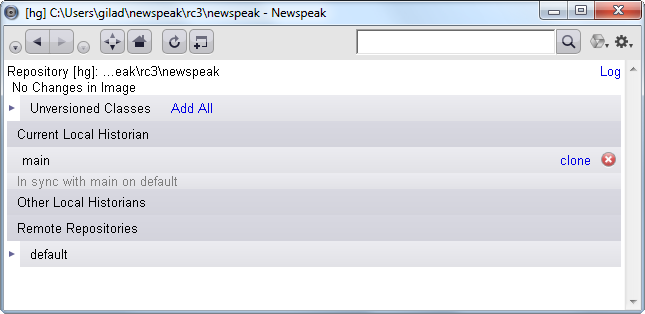 [hg] C:\Users\gilad\newspeak\rc3\newspeak - Newspeak
Repository [hg]: ...eak\rc3\newspeak Log
No Changes in Image
Unversioned Classes Add All
Current Local Historian
main clone
In sync with main on default
Other Local Historians
Remote Repositories
default